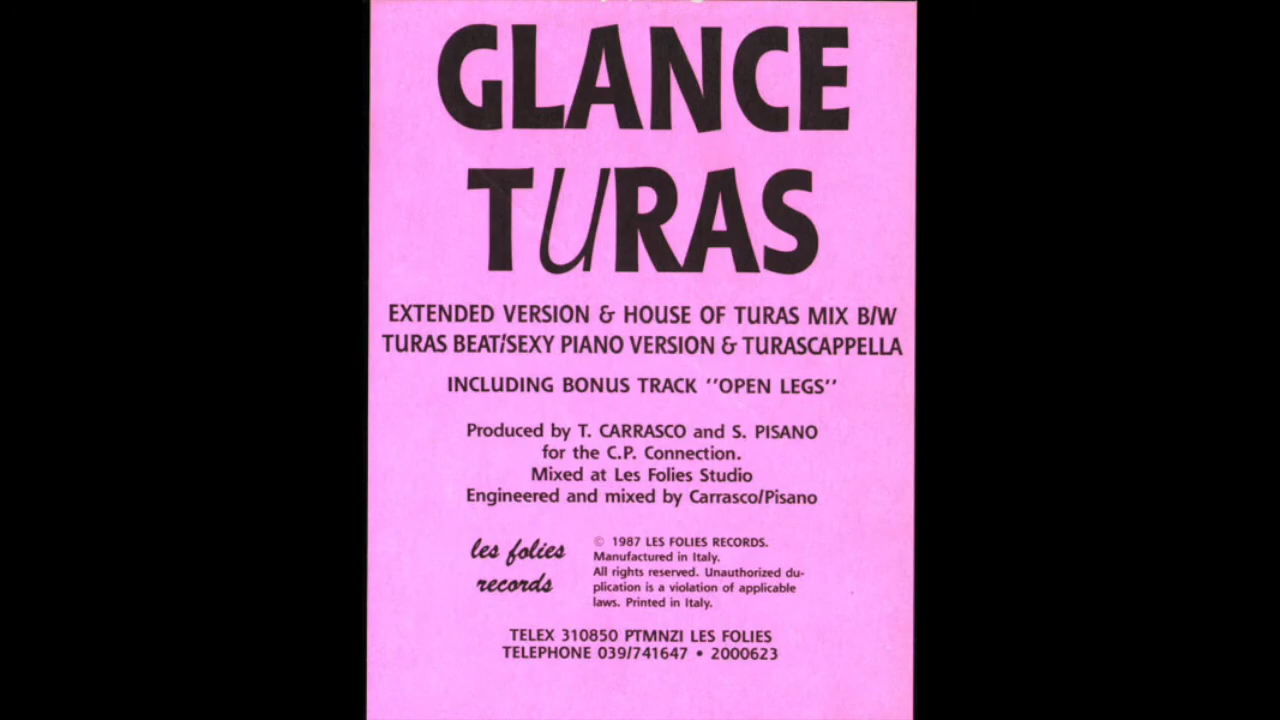 GLANCE
TURAS
EXTENDED VERSION & HOUSE OF TURAS MIX B/W
TURAS BEAT/SEXY PIANO VERSION & TURASCAPPELLA
INCLUDING BONUS TRACK ''OPEN LEGS''
Produced by T. CARRASCO and S. PISANO
for the C.P. Connection.
Mixed at Les Folies Studio
Engineered and mixed by Carrasco/Pisano
les folies
records
© 1987 LES FOLIES RECORDS.
Manufactured in Italy.
All rights reserved. Unauthorized du-
plication is a violation of applicable
laws. Printed in Italy.
TELEX 310850 PTMNZI LES FOLIES
TELEPHONE 039/741647 • 2000623